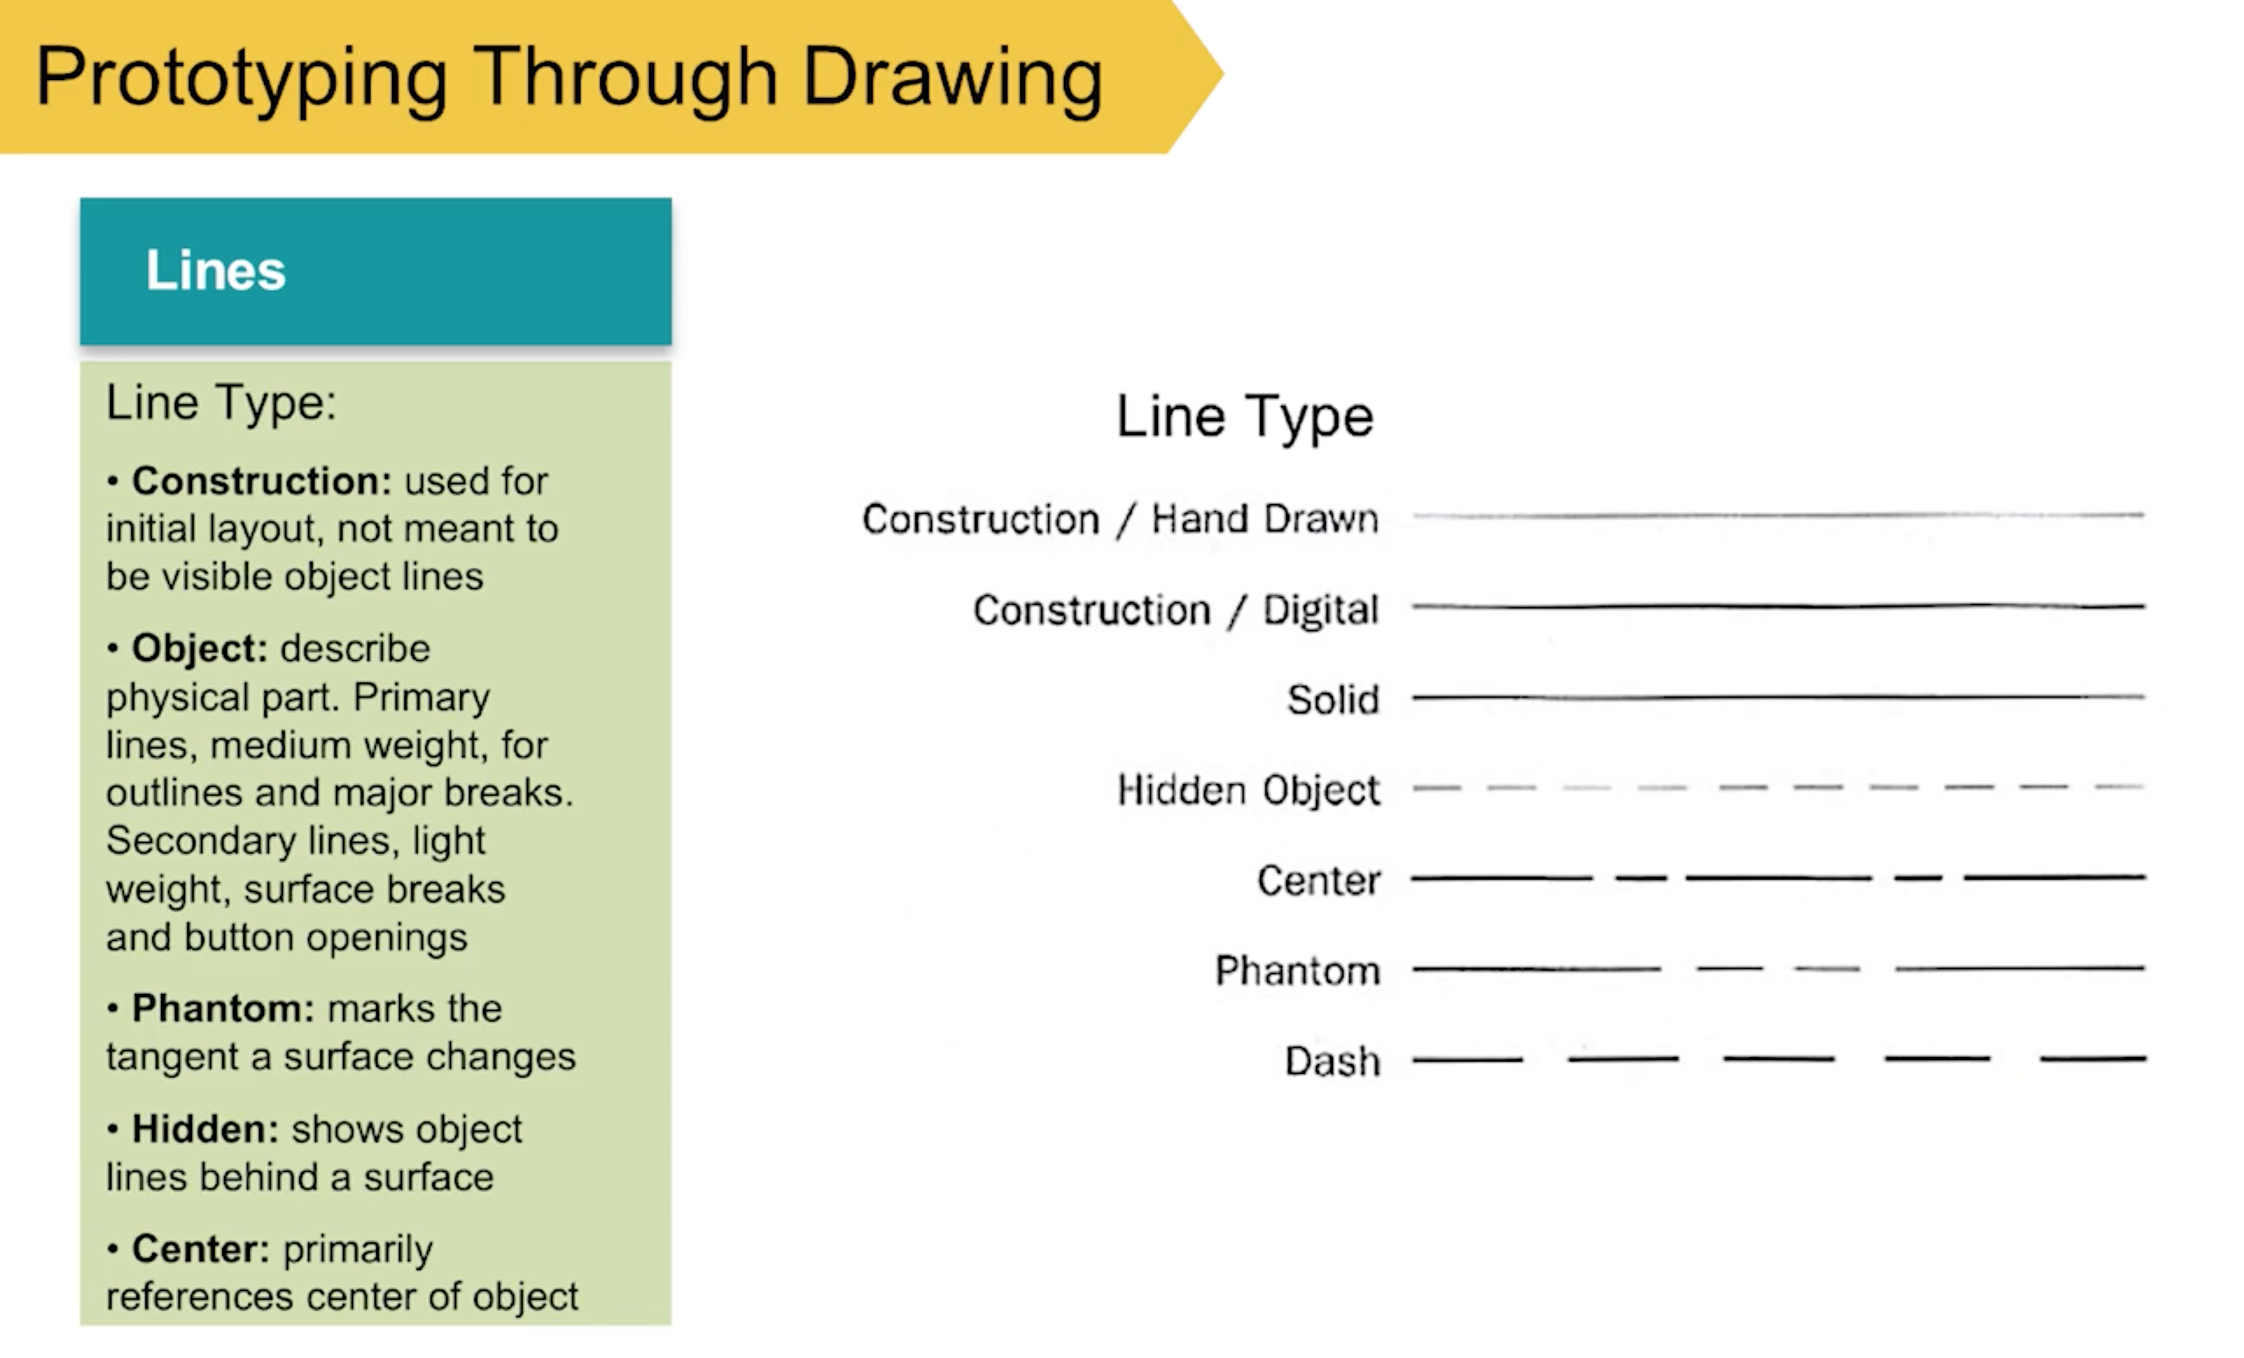 Prototyping Through Drawing
Lines
Line Type:
• Construction: used for
initial layout, not meant to
be visible object lines
• Object: describe
physical part. Primary
lines, medium weight, for
outlines and major breaks.
Secondary lines, light
weight, surface breaks
and button openings
• Phantom: marks the
tangent a surface changes
• Hidden: shows object
lines behind a surface
• Center: primarily
references center of object
Line Type
Construction / Hand Drawn
Construction / Digital
Solid
Hidden Object
Center
Phantom
Dash